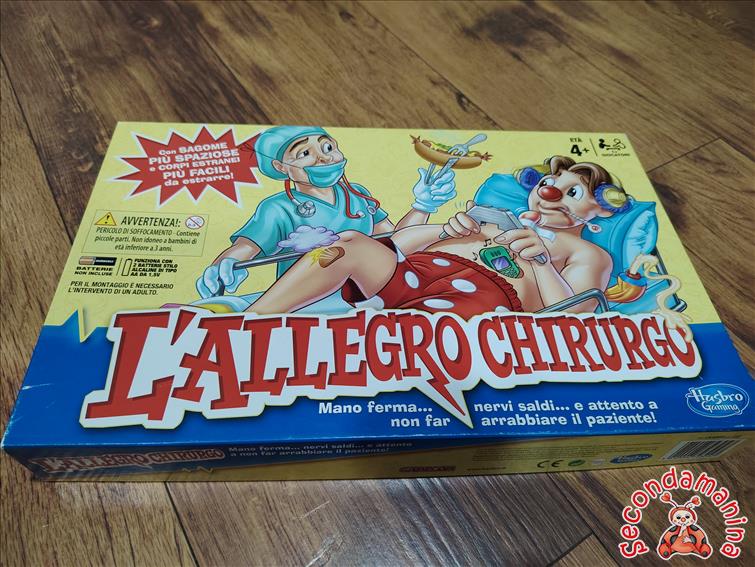 Con SAGOME
PIÙ SPAZIOSE
e CORPI ESTRANEI
PIÙ FACILI
da estrarre!
ETÀ
4+
GIOCATORI
AVVERTENZA!:
PERICOLO DI SOFFOCAMENTO - Contiene
piccole parti. Non idoneo a bambini di
età inferiore a 3 anni.
BATTERIE
NON INCLUSE
FUNZIONA CON
2 BATTERIE STILO
ALCALINE DI TIPO
AA DA 1,5V
PER IL MONTAGGIO È NECESSARIO
L'INTERVENTO DI UN ADULTO.
L'ALLEGRO CHIRURGO
Mano ferma... nervi saldi... e attento a
non far arrabbiare il paziente!
Hasbro
Gaming
L'ALLEGRO CHIRURGO
Mano ferma... nervi saldi... e attento
a non far arrabbiare il paziente!
CE
Hasbro
secondamanina